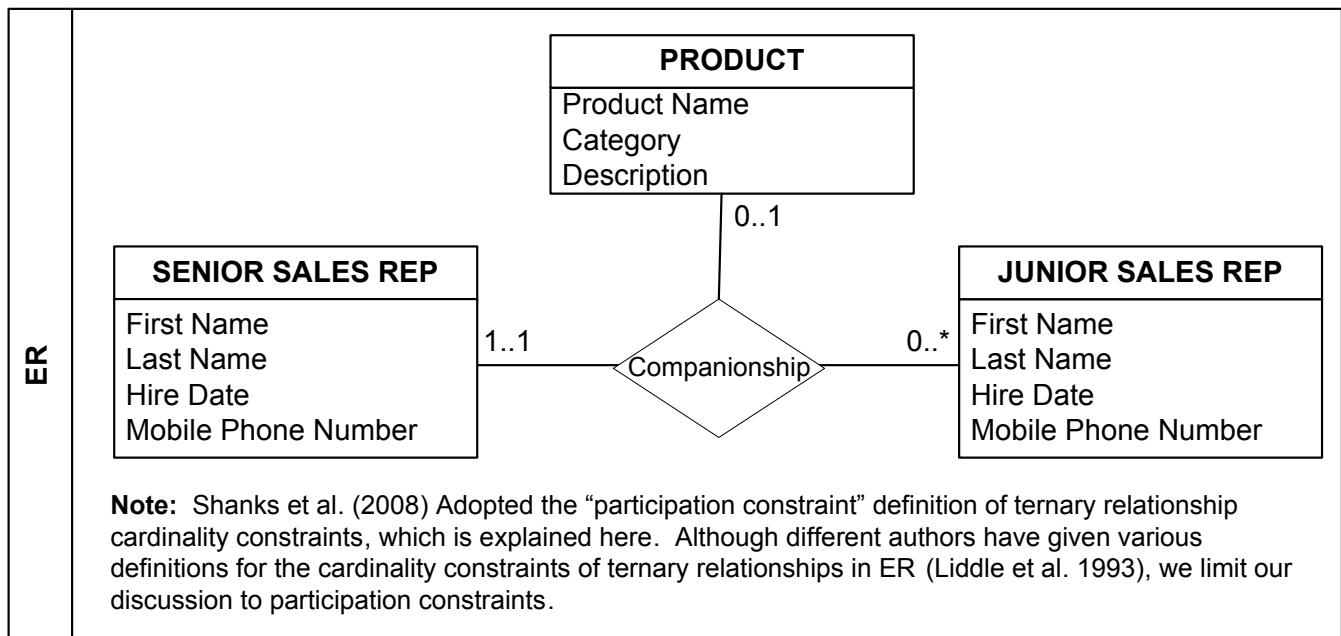 ER
PRODUCT
Product Name
Category
Description
0..1
SENIOR SALES REP
First Name
Last Name
Hire Date
Mobile Phone Number
1..1
Companionship
0..*
JUNIOR SALES REP
First Name
Last Name
Hire Date
Mobile Phone Number
Note: Shanks et al. (2008) Adopted the “participation constraint” definition of ternary relationship
cardinality constraints, which is explained here. Although different authors have given various
definitions for the cardinality constraints of ternary relationships in ER (Liddle et al. 1993), we limit our
discussion to participation constraints.